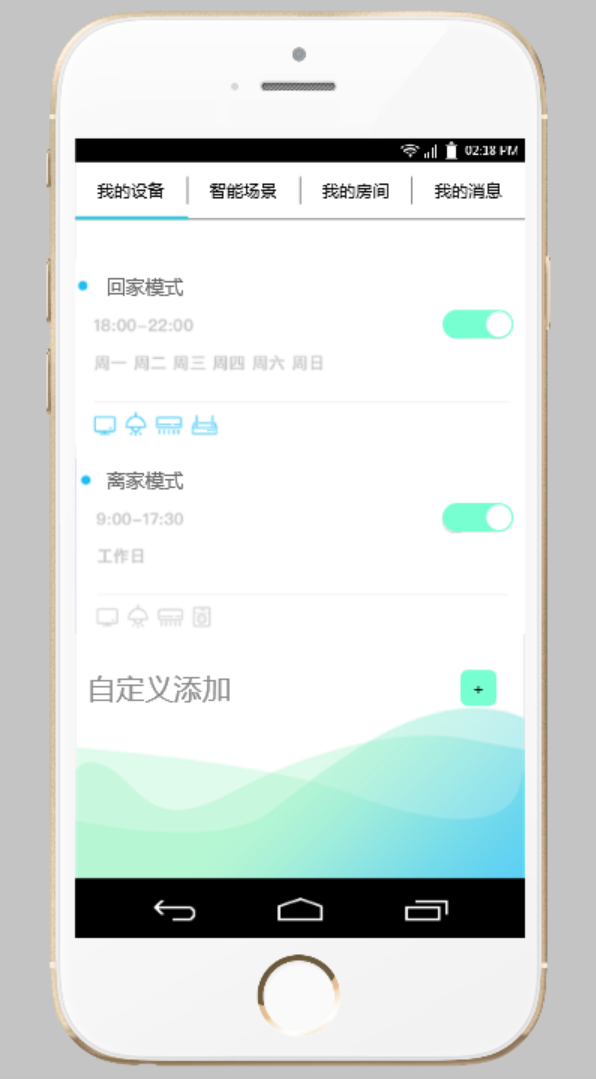 02:18 PM
我的设备 智能场景 我的房间 我的消息
回家模式
18:00-22:00
周一 周二 周三 周四 周六 周日
离家模式
9:00-17:30
工作日
自定义添加 +